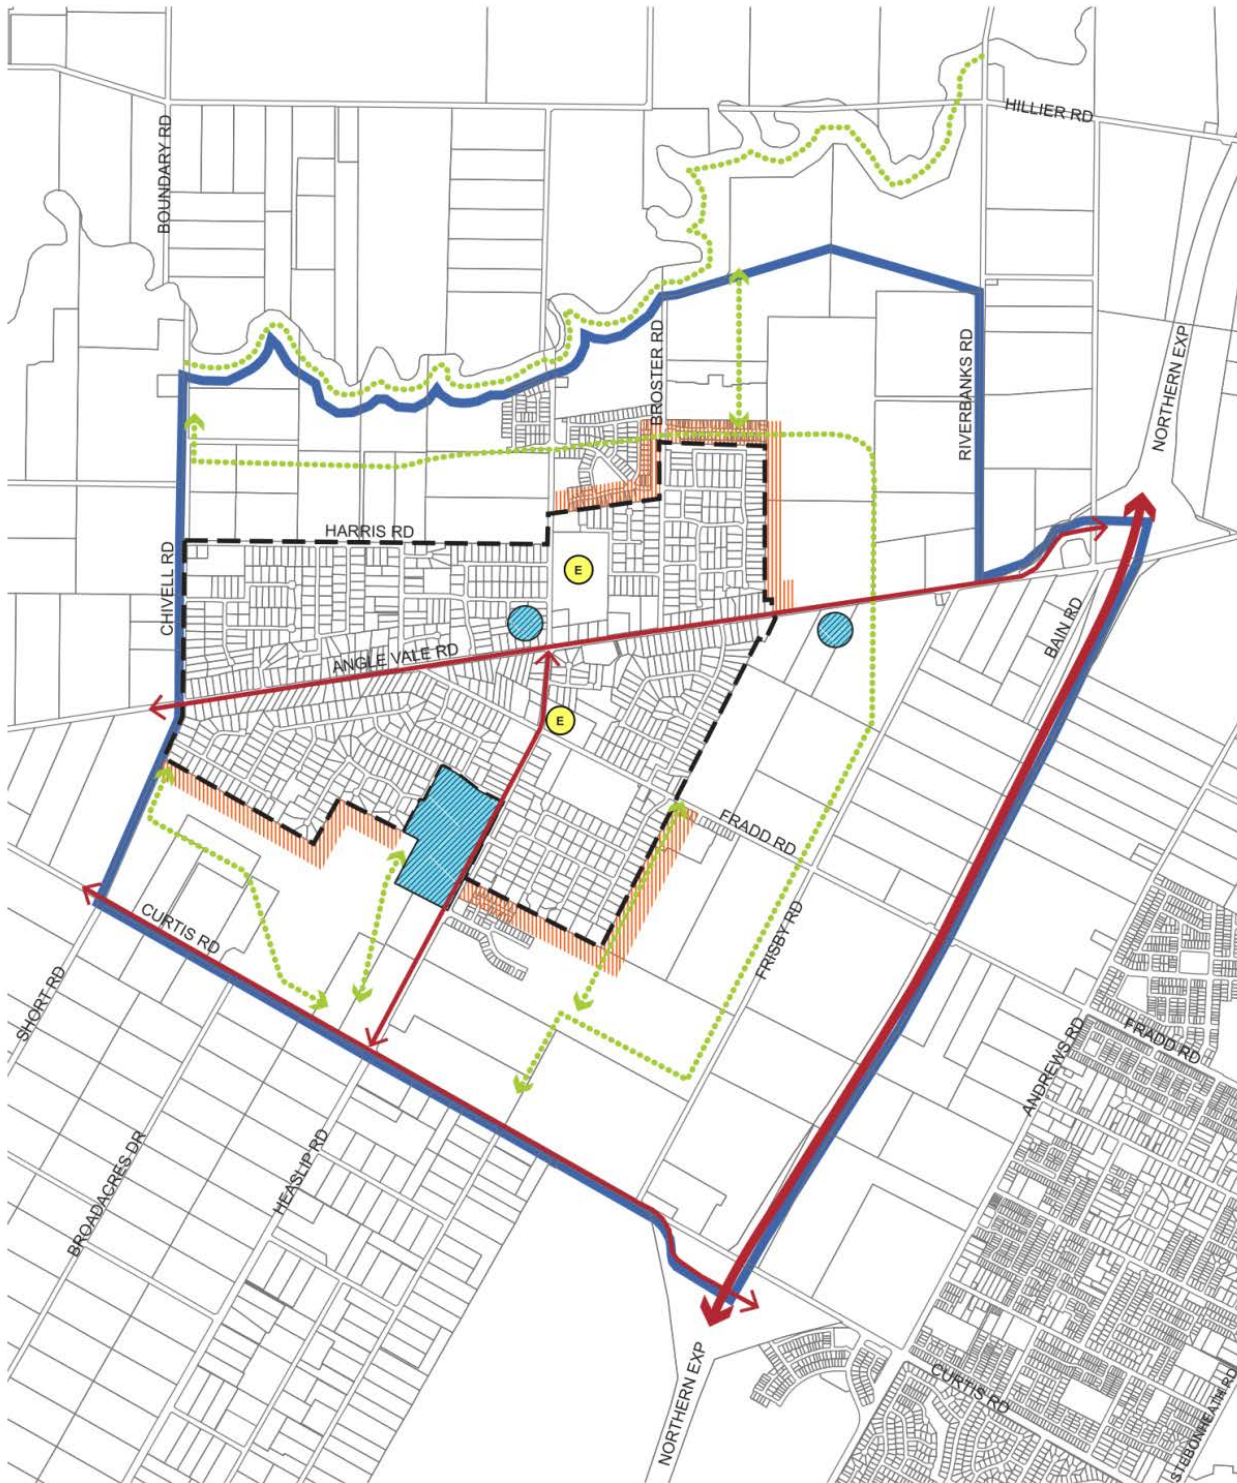 HILLIER RD
BOUNDARY RD
NORTHERN EXP
BROSTER RD
RIVERBANKS RD
HARRIS RD
CHIVELL RD
E
BAIN RD
ANGLE VALE RD
E
FRADD RD
CURTIS RD
FRISBY RD
SHORT RD
ANDREWS RD
FRADD RD
BROADACRES DR
HEASLIP RD
NORTHERN EXP
CURTIS RD
STEBONHEATH RD